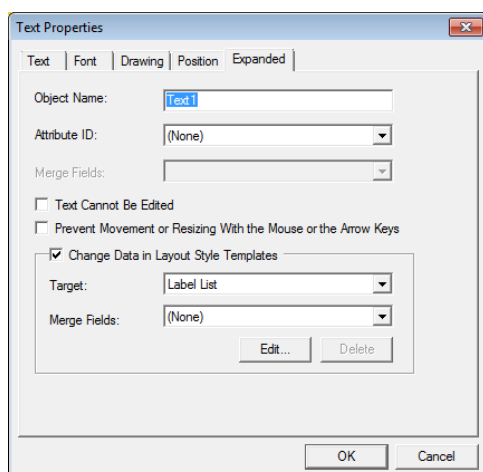 Text Properties
Text Font Drawing Position Expanded
Object Name: Text1
Attribute ID: (None)
Merge Fields:
Text Cannot Be Edited
Prevent Movement or Resizing With the Mouse or the Arrow Keys
Change Data in Layout Style Templates
Target: Label List
Merge Fields: (None)
Edit... Delete
OK Cancel